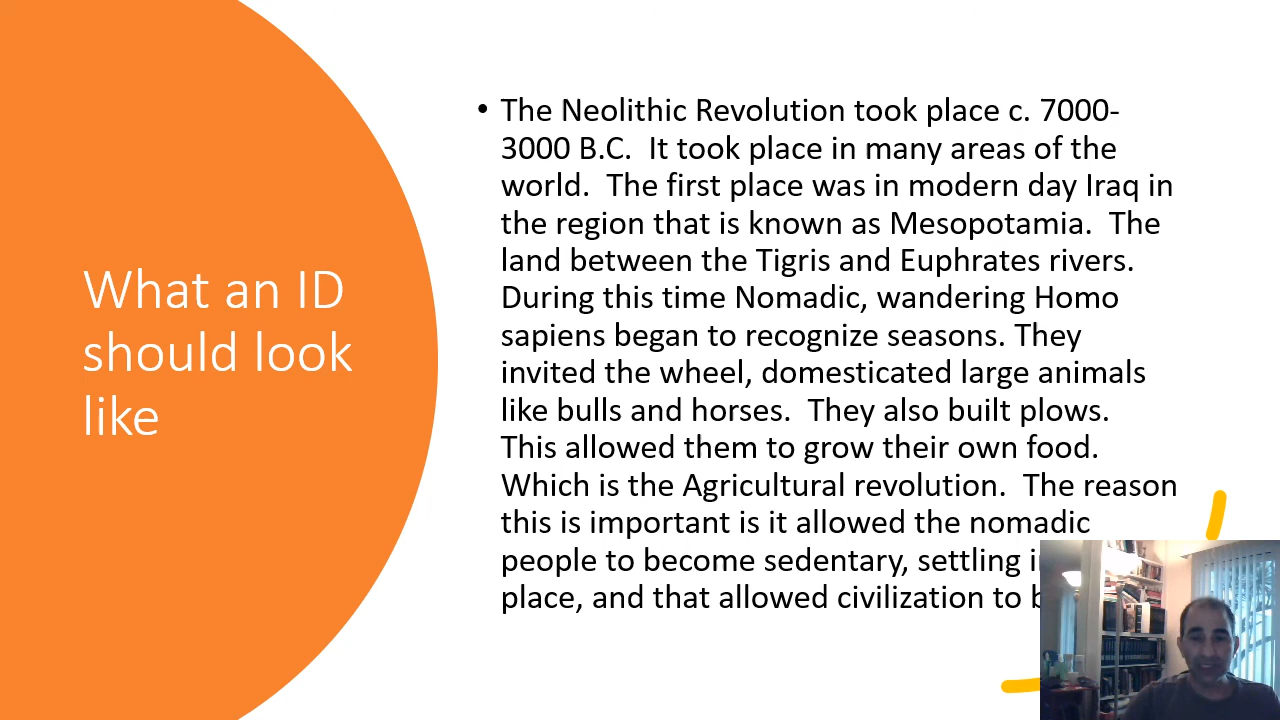 What an ID
should look
like
• The Neolithic Revolution took place c. 7000-
3000 B.C.  It took place in many areas of the
world.  The first place was in modern day Iraq in
the region that is known as Mesopotamia.  The
land between the Tigris and Euphrates rivers.
During this time Nomadic, wandering Homo
sapiens began to recognize seasons. They
invited the wheel, domesticated large animals
like bulls and horses.  They also built plows.
This allowed them to grow their own food.
Which is the Agricultural revolution.  The reason
this is important is it allowed the nomadic
people to become sedentary, settling
place, and that allowed civilization to